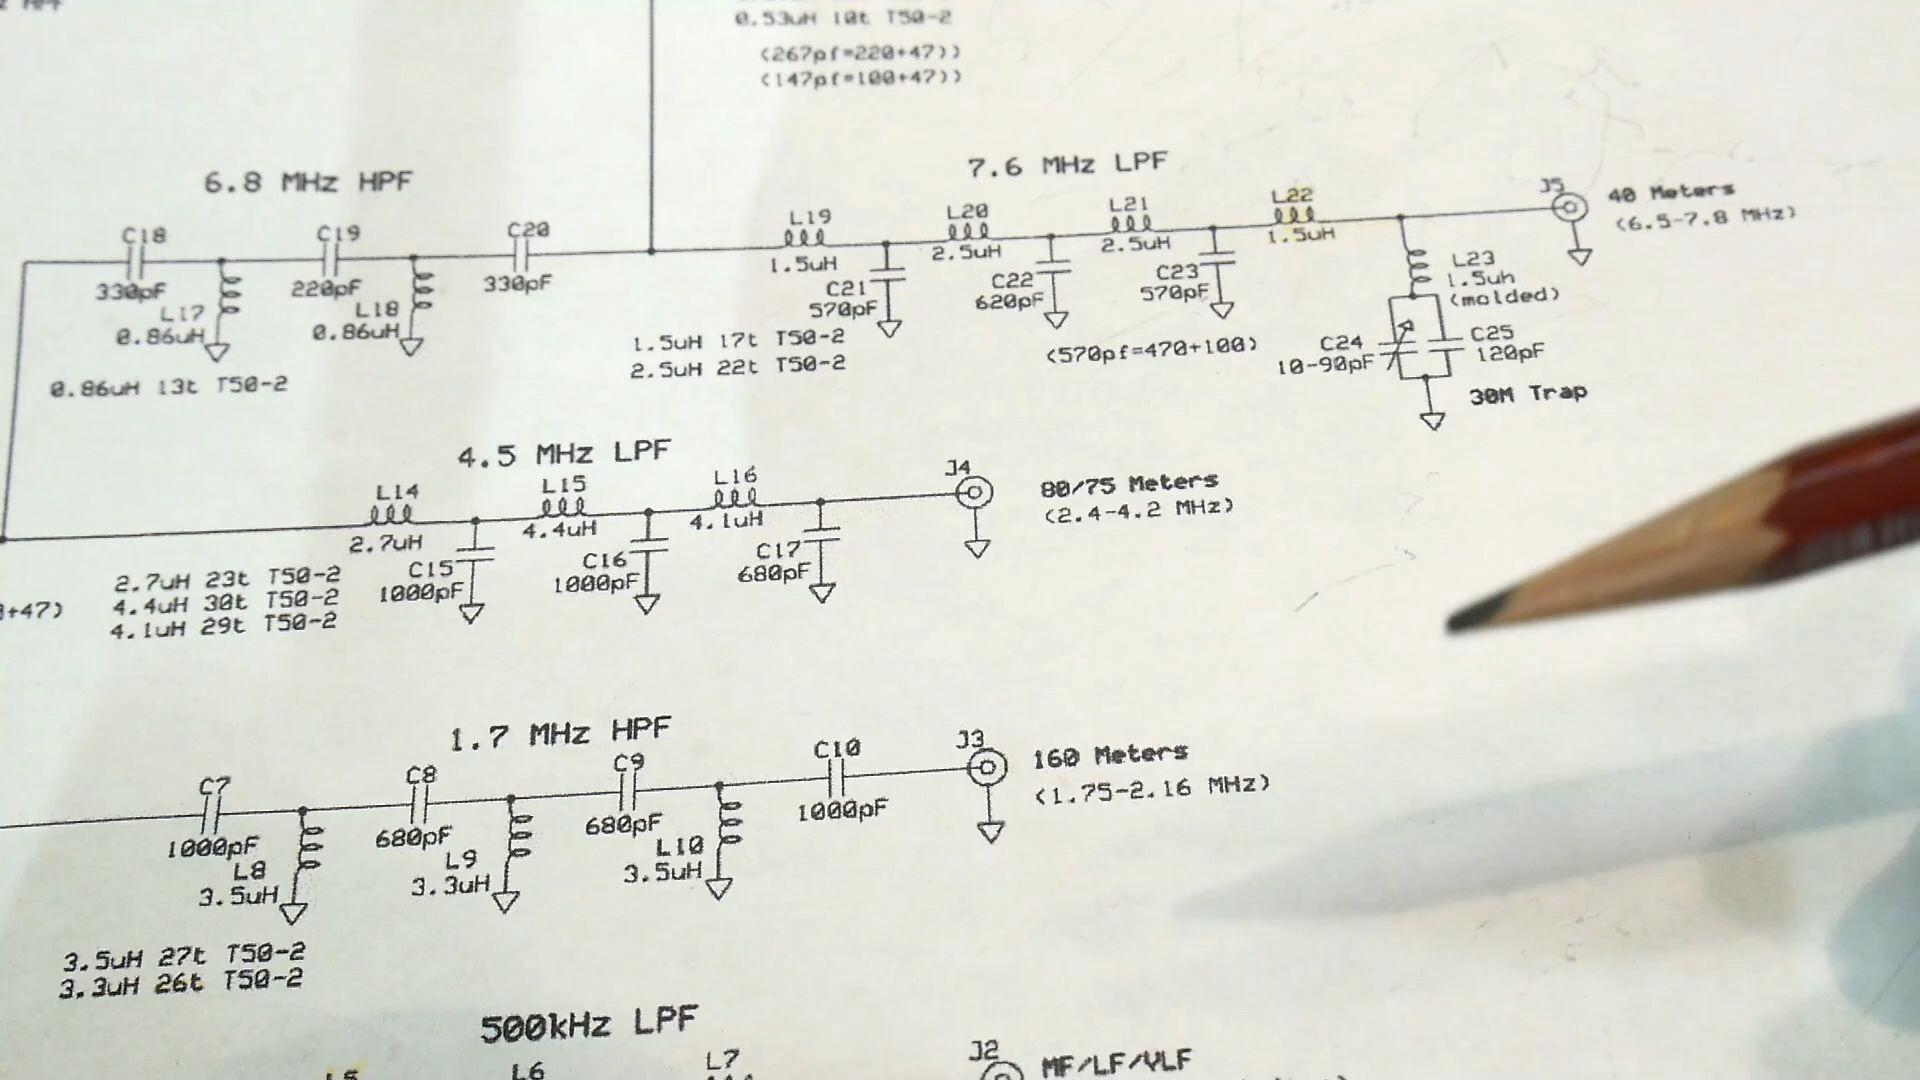 0.53uH 10t T50-2
(267pf=220+47))
(147pf=100+47))
6.8 MHz HPF
7.6 MHz LPF
C18
330pF
L17
0.86uH
C19
220pF
L18
0.86uH
C20
330pF
0.86uH 13t T50-2
L19
1.5uH
C21
570pF
L20
2.5uH
C22
620pF
L21
2.5uH
C23
570pF
L22
1.5uH
J5
40 Meters
(6.5-7.8 MHz)
L23
1.5uh
(molded)
C24
10-90pF
C25
120pF
30M Trap
1.5uH 17t T50-2
2.5uH 22t T50-2
(570pf=470+100)
4.5 MHz LPF
L14
2.7uH
C15
1000pF
L15
4.4uH
C16
1000pF
L16
4.1uH
C17
680pF
J4
80/75 Meters
(2.4-4.2 MHz)
+47)
2.7uH 23t T50-2
4.4uH 30t T50-2
4.1uH 29t T50-2
1.7 MHz HPF
C7
1000pF
L8
3.5uH
C8
680pF
L9
3.3uH
C9
680pF
L10
3.5uH
C10
1000pF
J3
160 Meters
(1.75-2.16 MHz)
3.5uH 27t T50-2
3.3uH 26t T50-2
500kHz LPF
L5
L6
L7
J2
MF/LF/VLF